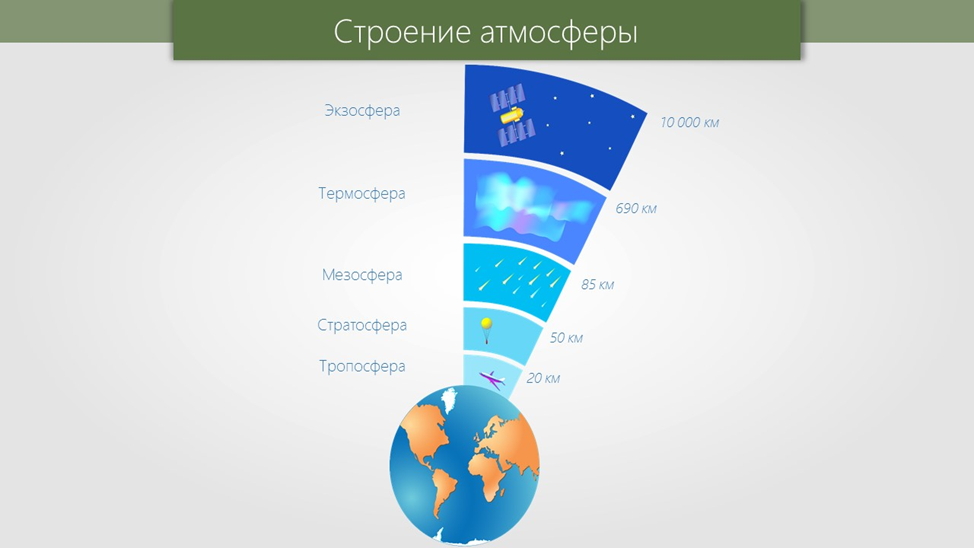 Строение атмосферы
Экзосфера
10 000 км
Термосфера
690 км
Мезосфера
85 км
Стратосфера
50 км
Тропосфера
20 км